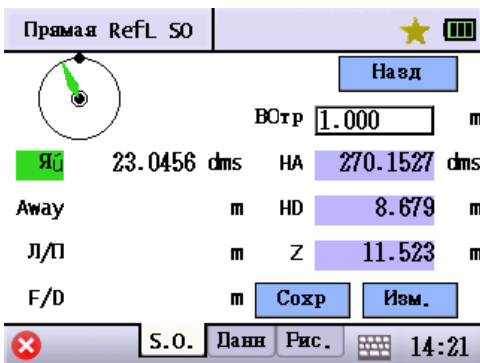 Прямая RefL SO
Назд
ВОтр 1.000 m
Яй 23.0456 dms HA 270.1527 dms
Away m HD 8.679 m
Л/П m Z 11.523 m
F/D m Сохр Изм.
S.O. Данн Рис. 14:21